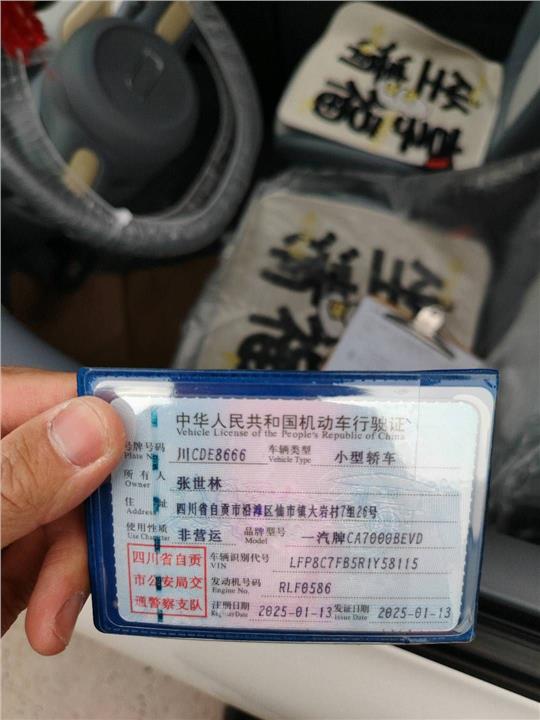 坐请
享福
坐
请
福
中华人民共和国机动车行驶证
Vehicle License of the People's Republic of China
号牌号码 川CDE8666 车辆类型 小型轿车
Plate No. Vehicle Type
所有人 张世林
Owner
住址 四川省自贡市沿滩区仙市镇大岩村7组26号
Address
使用性质 非营运 品牌型号 一汽牌CA7000BEVD
Use Character Model
四川省自贡市公安局交通警察支队
车辆识别代号 LFP8C7FB5R1Y58115
VIN
发动机号码 RLF0586
Engine No.
注册日期 2025-01-13 发证日期 2025-01-13
Register Date Issue Date